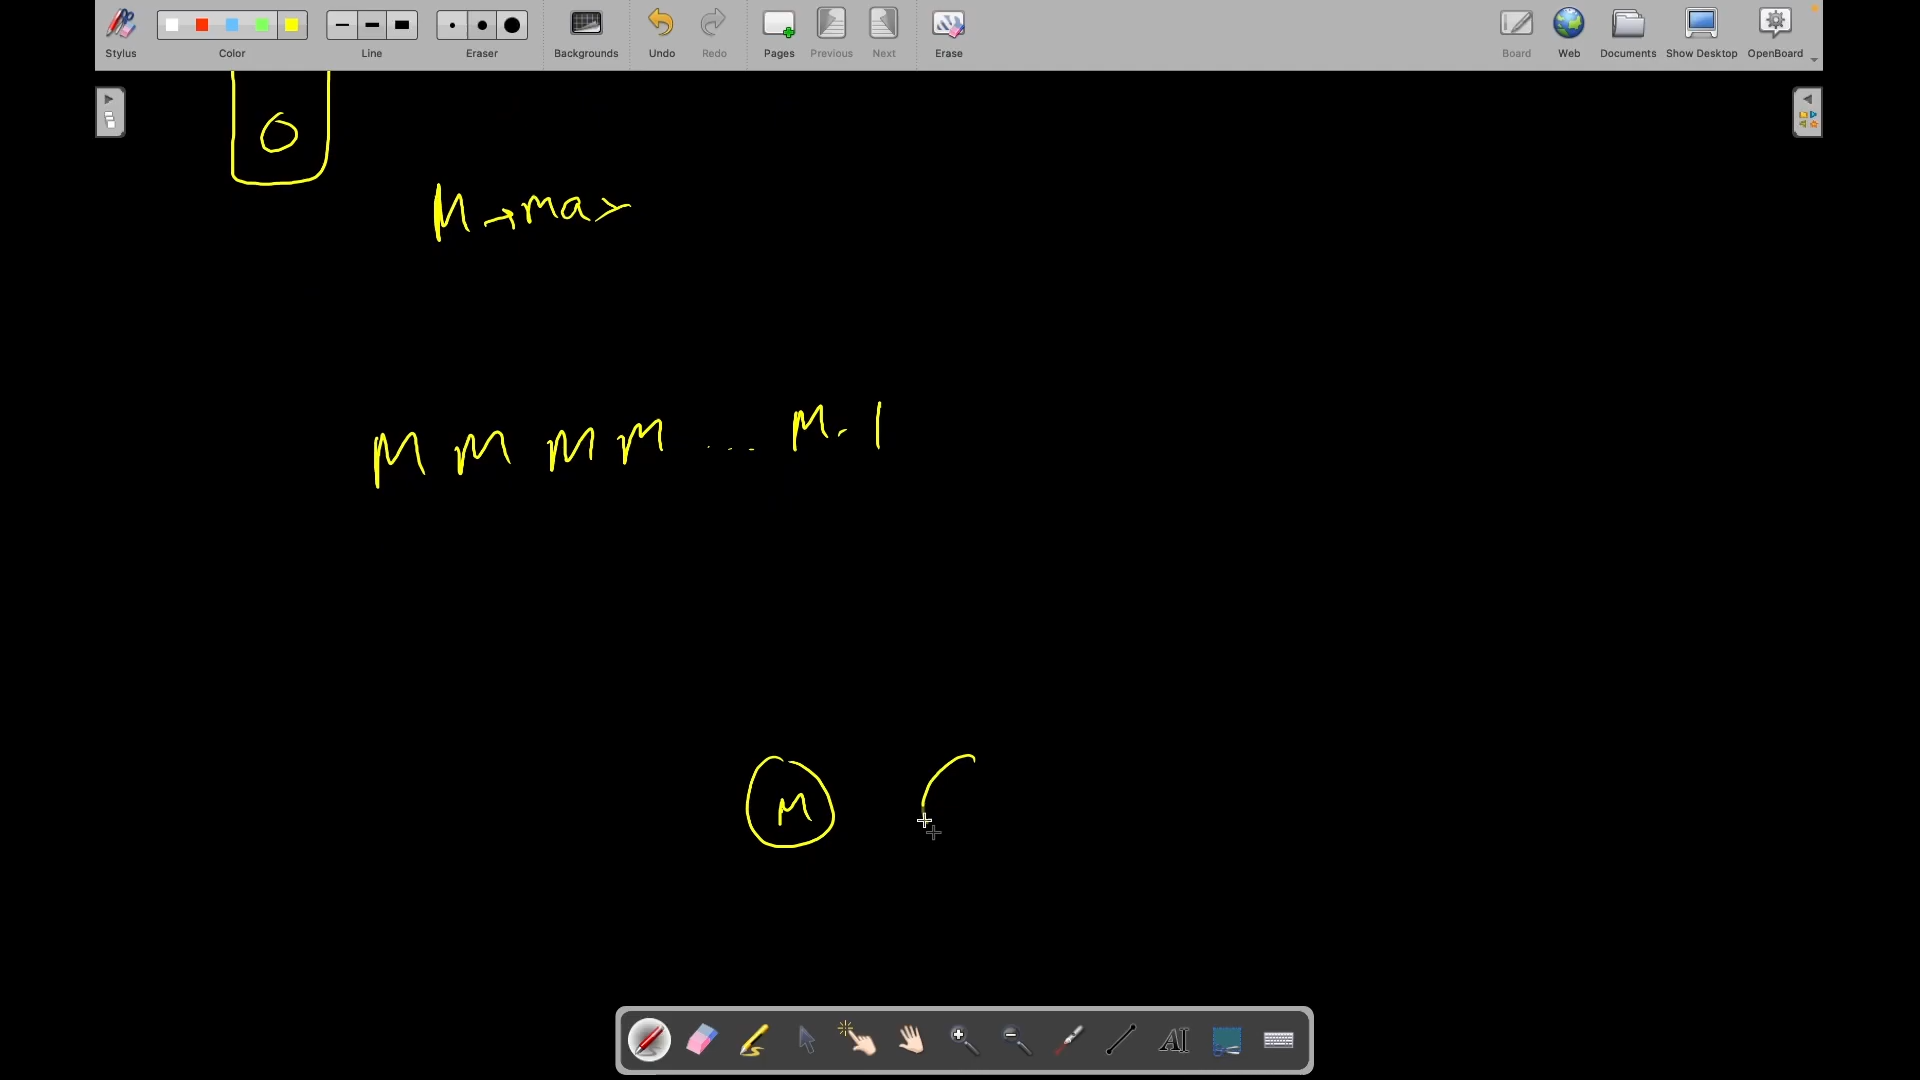 Stylus Color Line Eraser Backgrounds Undo Redo Pages Previous Next Erase Board Web Documents Show Desktop OpenBoard
O
M → max
M M M M ... M-1
M
AI